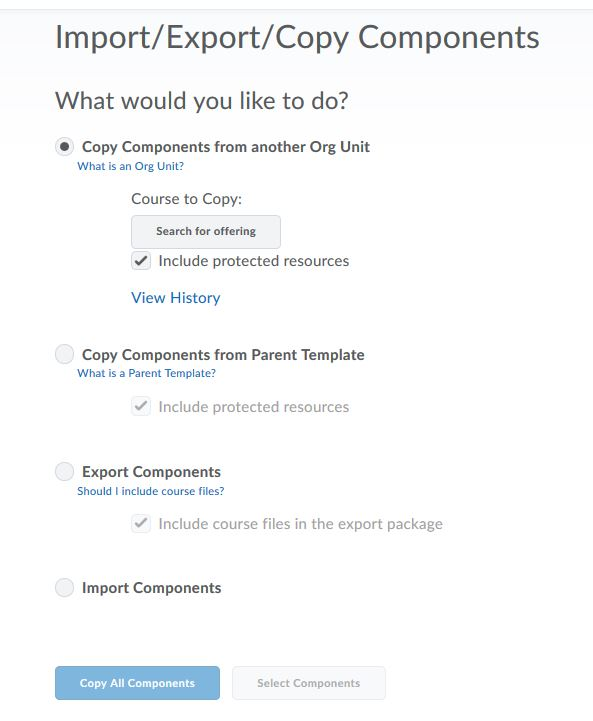 Import/Export/Copy Components
What would you like to do?
Copy Components from another Org Unit
What is an Org Unit?
Course to Copy:
Search for offering
Include protected resources
View History
Copy Components from Parent Template
What is a Parent Template?
Include protected resources
Export Components
Should I include course files?
Include course files in the export package
Import Components
Copy All Components
Select Components